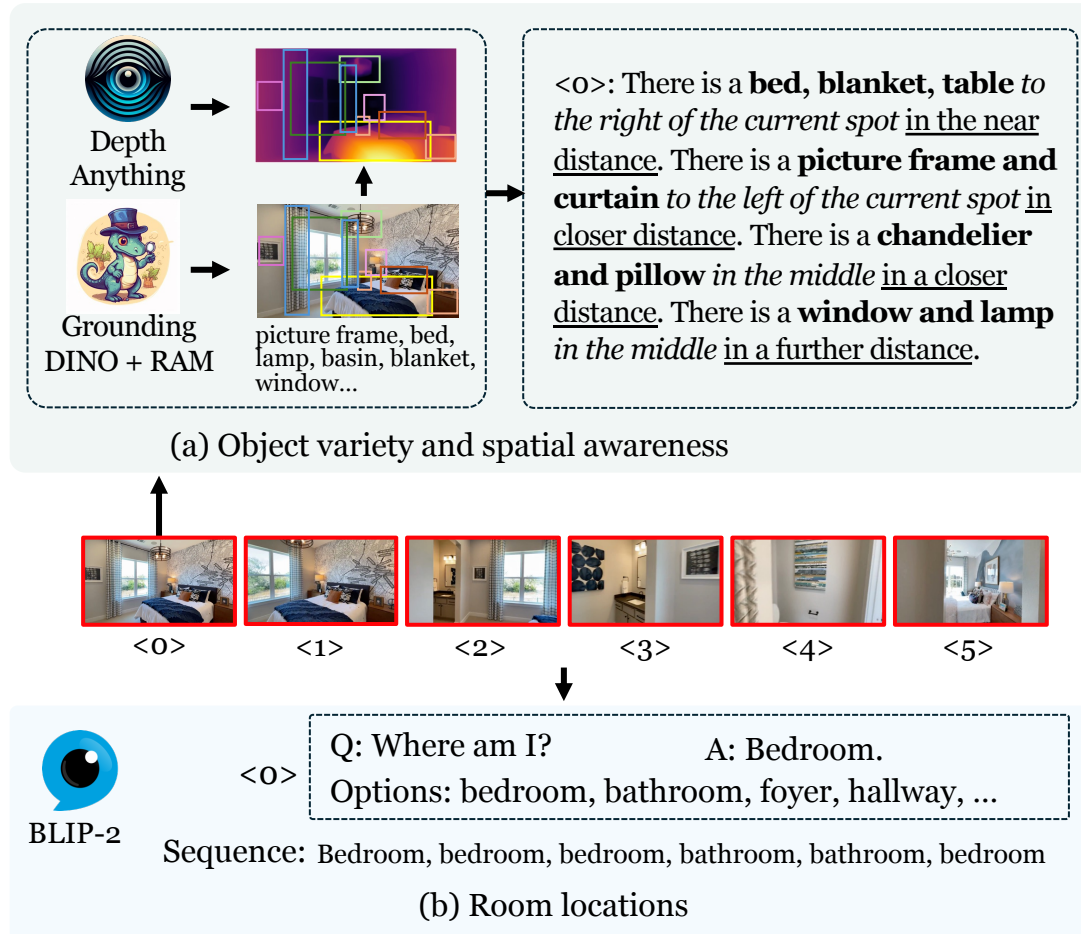 Depth
Anything
Grounding
DINO + RAM
picture frame, bed,
lamp, basin, blanket,
window...
<0>: There is a bed, blanket, table to
the right of the current spot in the near
distance. There is a picture frame and
curtain to the left of the current spot in
closer distance. There is a chandelier
and pillow in the middle in a closer
distance. There is a window and lamp
in the middle in a further distance.
(a) Object variety and spatial awareness
<0> <1> <2> <3> <4> <5>
BLIP-2
<0>
Q: Where am I? A: Bedroom.
Options: bedroom, bathroom, foyer, hallway, ...
Sequence: Bedroom, bedroom, bedroom, bathroom, bathroom, bedroom
(b) Room locations